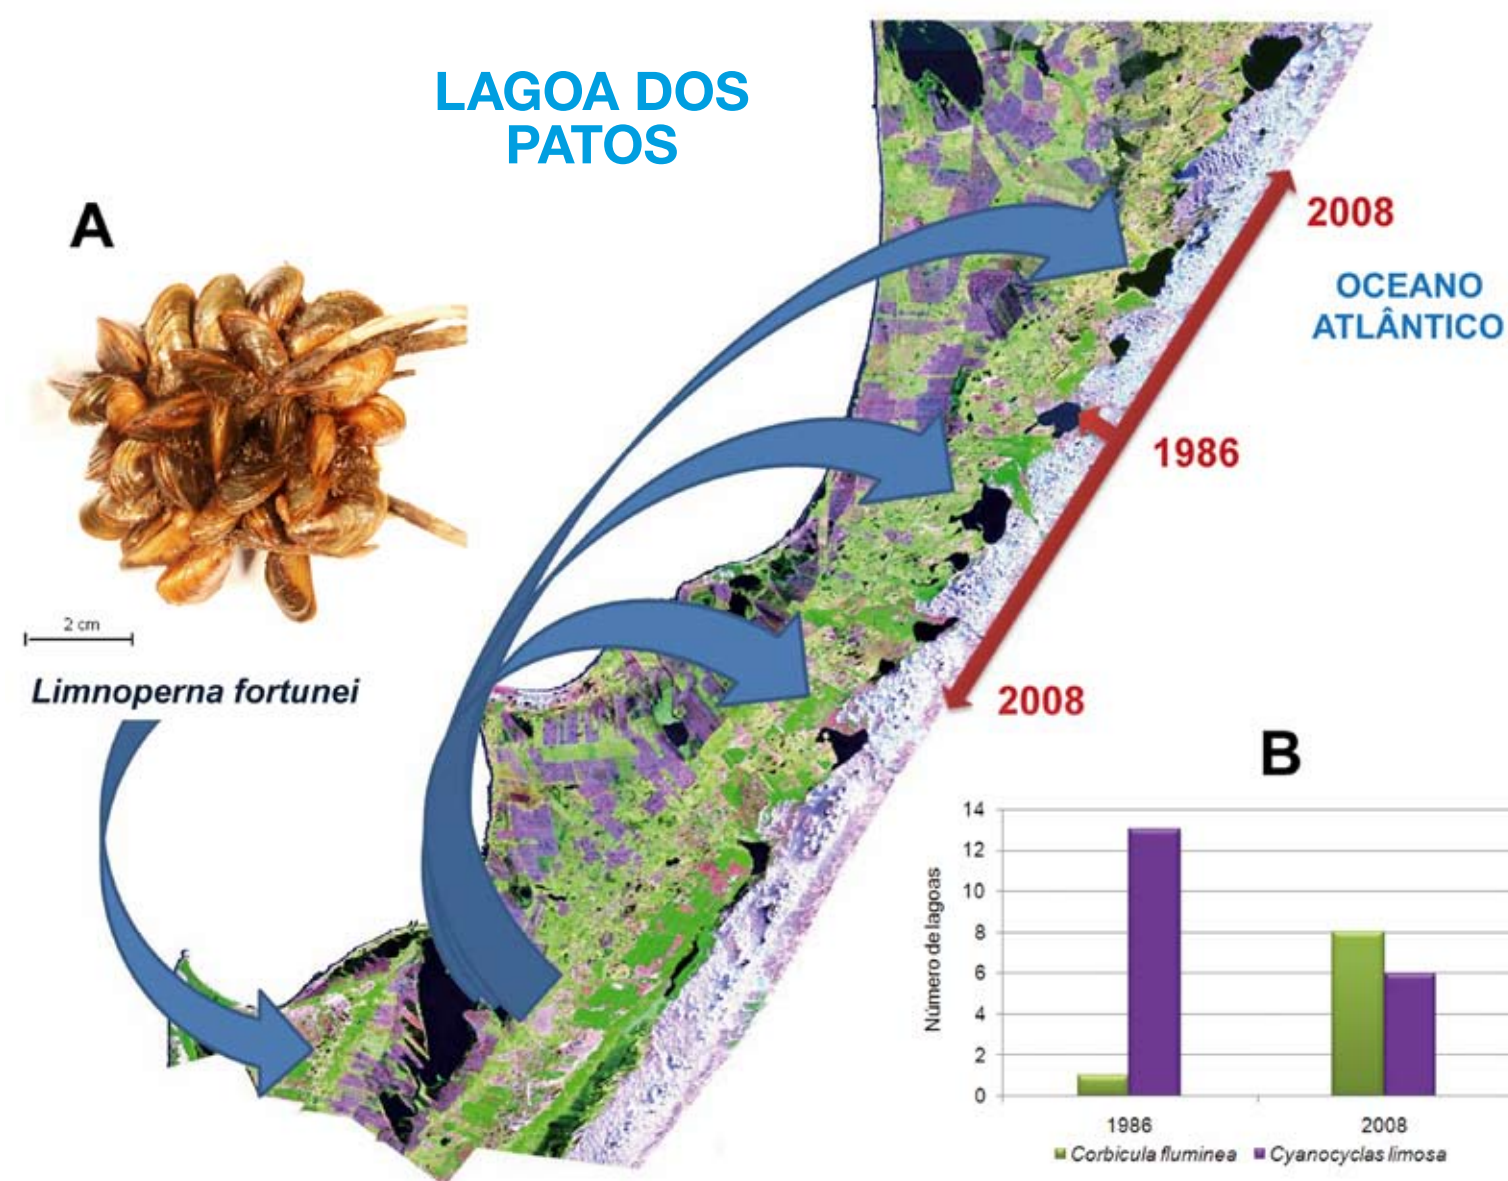 LAGOA DOS
PATOS
A
2 cm
Limnoperna fortunei
2008
OCEANO
ATLÂNTICO
1986
2008
B
Número de lagoas
14
12
10
8
6
4
2
0
1986
2008
Corbicula fluminea
Cyanocyclas limosa